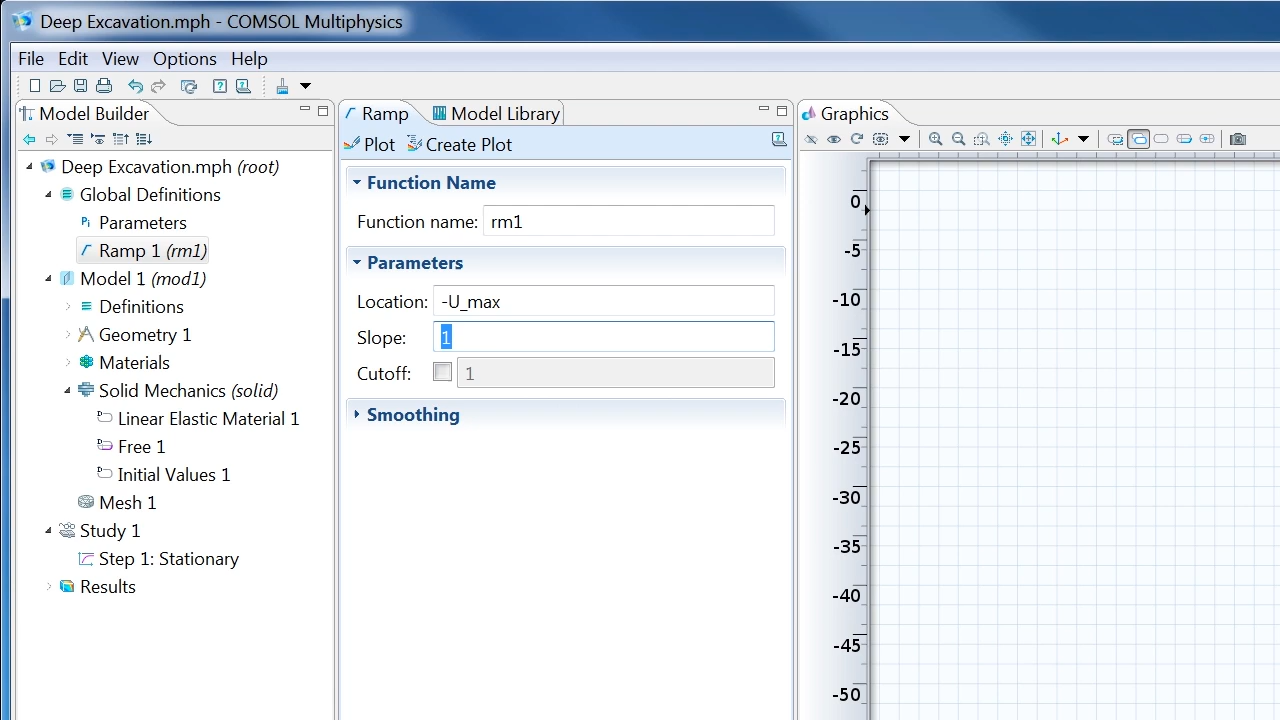 Deep Excavation.mph - COMSOL Multiphysics
File Edit View Options Help
Model Builder
Deep Excavation.mph (root)
Global Definitions
Pi Parameters
Ramp 1 (rm1)
Model 1 (mod1)
Definitions
Geometry 1
Materials
Solid Mechanics (solid)
Linear Elastic Material 1
Free 1
Initial Values 1
Mesh 1
Study 1
Step 1: Stationary
Results
Ramp Model Library
Plot Create Plot
Function Name
Function name: rm1
Parameters
Location: -U_max
Slope: 1
Cutoff: 1
Smoothing
Graphics
0
-5
-10
-15
-20
-25
-30
-35
-40
-45
-50